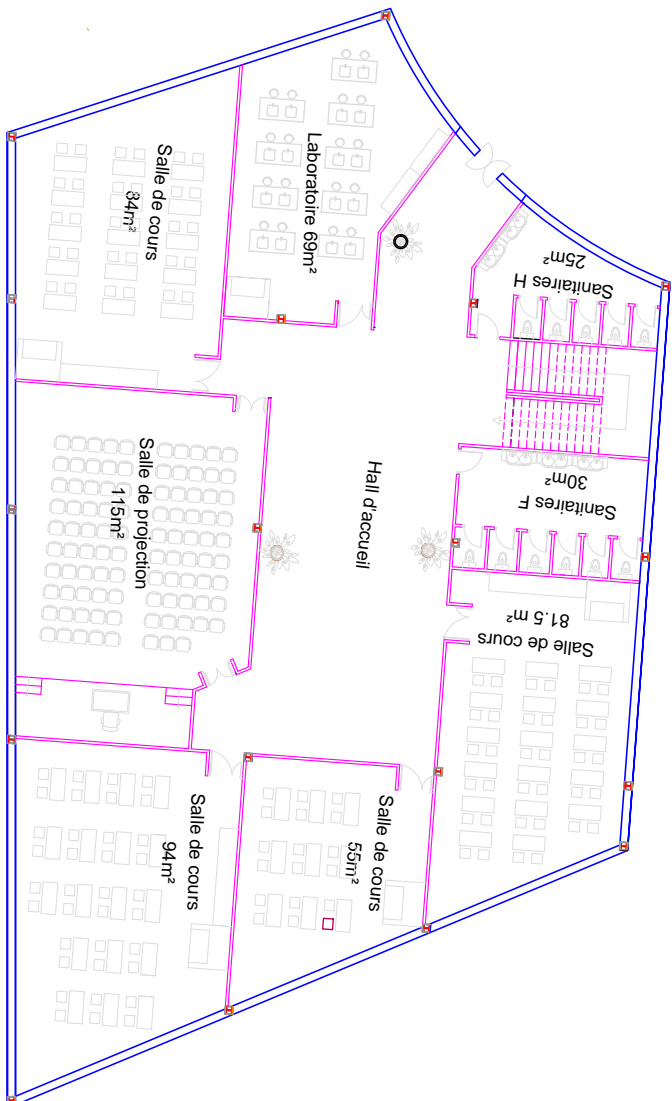 Salle de cours
84m²
Laboratoire 69m²
Sanitaires H
25m²
Salle de projection
115m²
Hall d'accueil
Sanitaires F
30m²
Salle de cours
81.5 m²
Salle de cours
94m²
Salle de cours
55m²